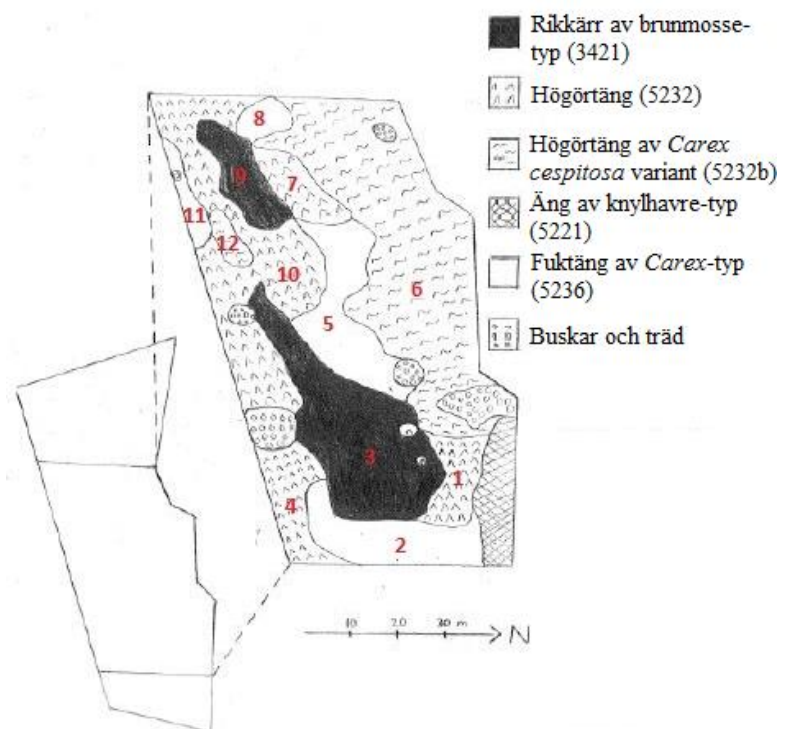 Rikkärr av brunmosse-
typ (3421)
Högörtäng (5232)
Högörtäng av Carex
cespitosa variant (5232b)
Äng av knylhavre-typ
(5221)
Fuktäng av Carex-typ
(5236)
Buskar och träd
8
9
7
11
12
10
6
5
3
1
4
2
10 20 30 m
N